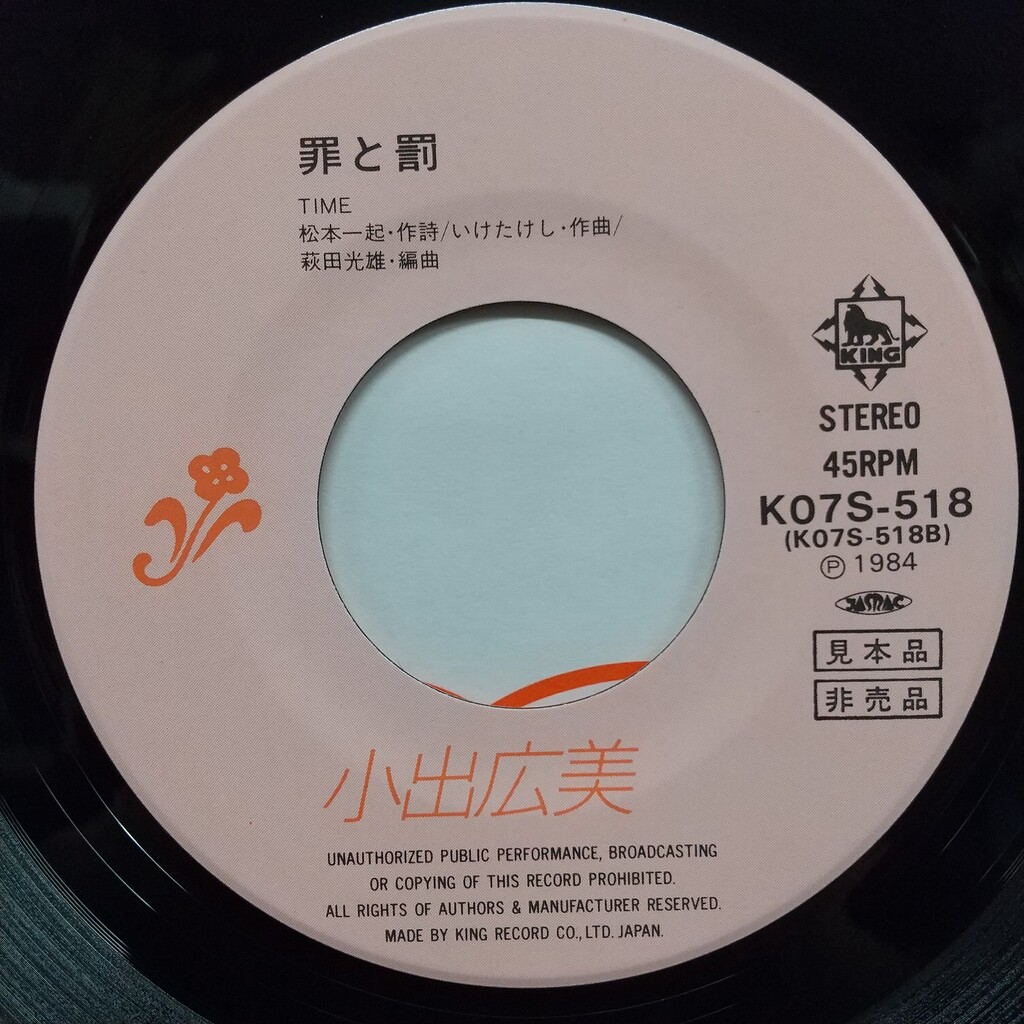 罪と罰
TIME
松本一起・作詩/いけたけし・作曲/
萩田光雄・編曲
KING
STEREO
45RPM
K07S-518
(K07S-518B)
Ⓟ 1984
JASRAC
見本品
非売品
小出広美
UNAUTHORIZED PUBLIC PERFORMANCE, BROADCASTING
OR COPYING OF THIS RECORD PROHIBITED.
ALL RIGHTS OF AUTHORS & MANUFACTURER RESERVED.
MADE BY KING RECORD CO., LTD. JAPAN.